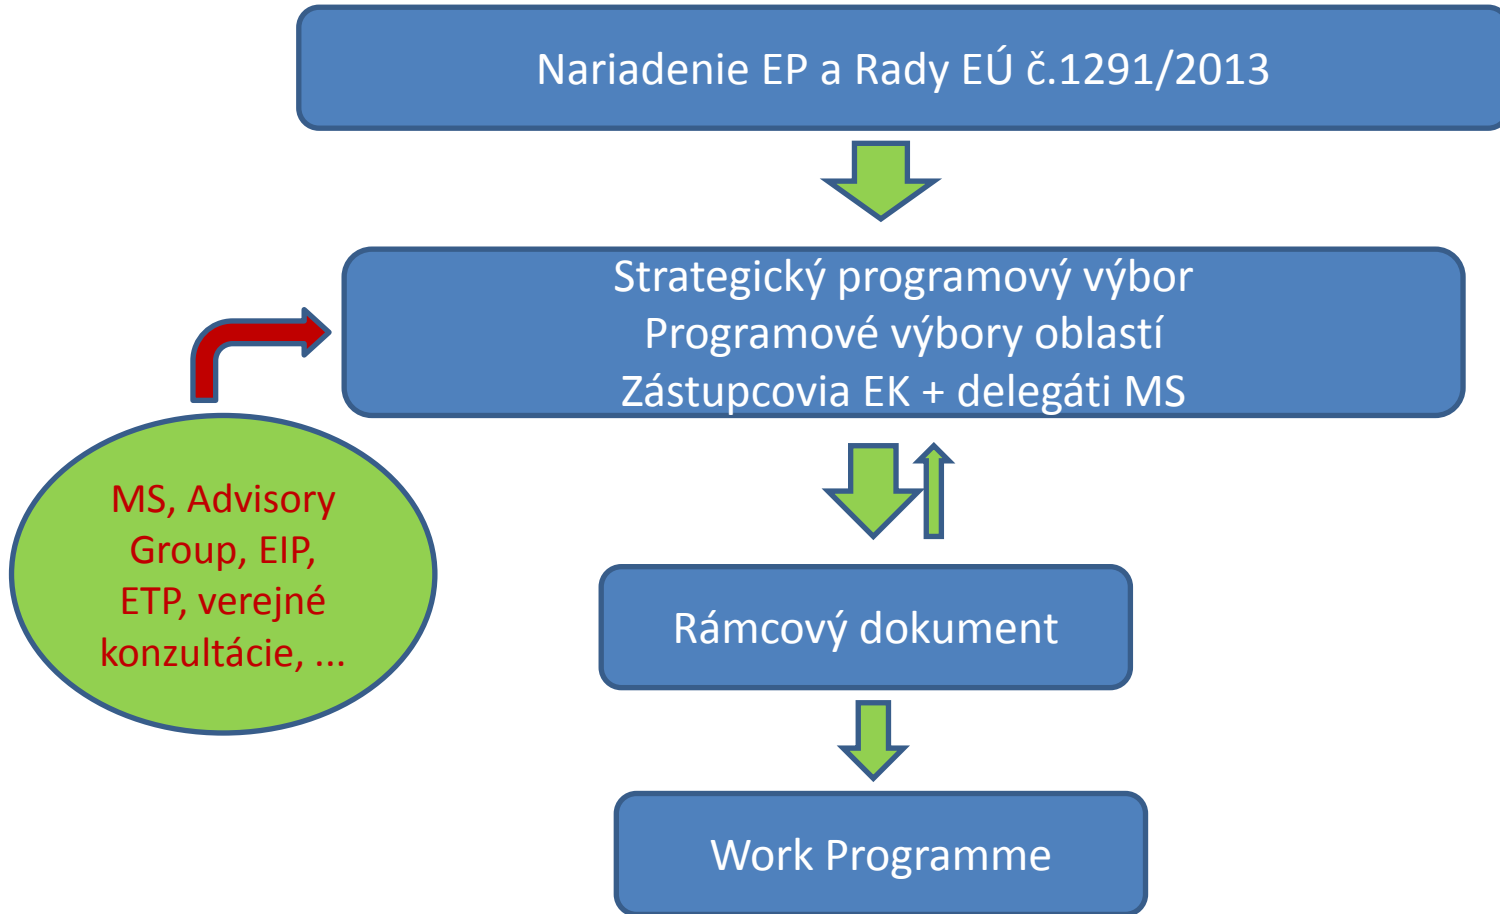 Nariadenie EP a Rady EÚ č.1291/2013
Strategický programový výbor
Programové výbory oblastí
Zástupcovia EK + delegáti MS
MS, Advisory
Group, EIP,
ETP, verejné
konzultácie, ...
Rámcový dokument
Work Programme